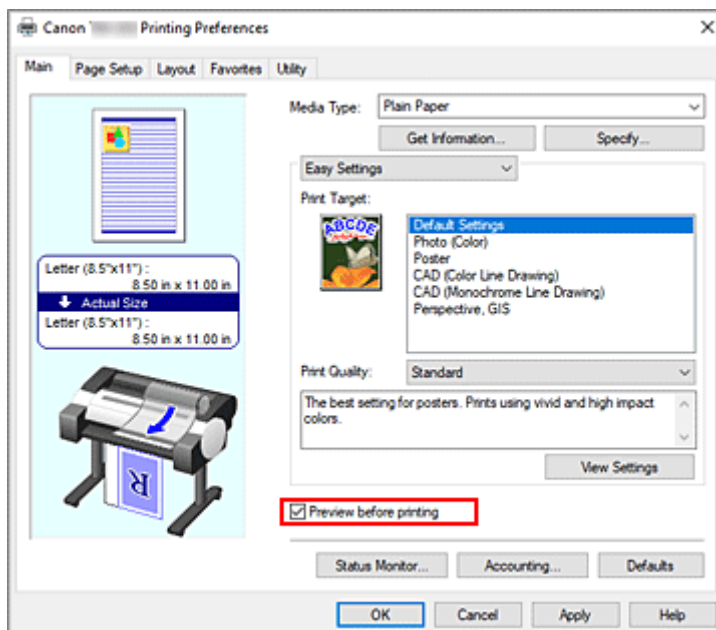 Canon Printing Preferences
Main Page Setup Layout Favorites Utility
Media Type: Plain Paper
Get Information... Specify...
Easy Settings
Print Target:
ABCDE
Default Settings
Photo (Color)
Poster
CAD (Color Line Drawing)
CAD (Monochrome Line Drawing)
Perspective, GIS
Letter (8.5"x11") :
8.50 in x 11.00 in
Actual Size
Letter (8.5"x11") :
8.50 in x 11.00 in
R
Print Quality: Standard
The best setting for posters. Prints using vivid and high impact
colors.
View Settings
Preview before printing
Status Monitor... Accounting... Defaults
OK Cancel Apply Help